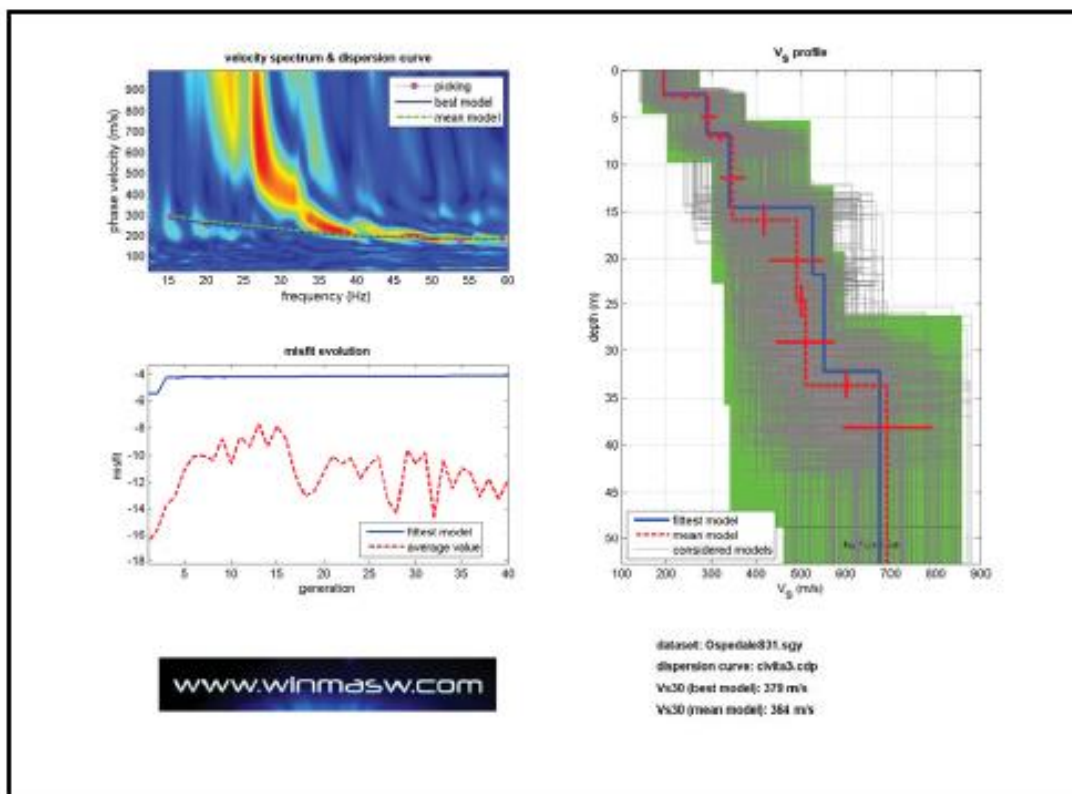 velocity spectrum & dispersion curve
picking
best model
mean model
phase velocity (m/s)
900
800
700
600
500
400
300
200
100
15 20 25 30 35 40 45 50 55 60
frequency (Hz)
misfit evolution
-4
-6
-8
-10
-12
-14
-16
-18
misfit
fittest model
average value
5 10 15 20 25 30 35 40
generation
www.winmasw.com
VS profile
0
5
10
15
20
25
30
35
40
45
50
depth (m)
fittest model
mean model
considered models
100 200 300 400 500 600 700 800 900
VS (m/s)
dataset: Ospedale831.sgy
dispersion curve: civita3.cdp
Vs30 (best model): 379 m/s
Vs30 (mean model): 364 m/s